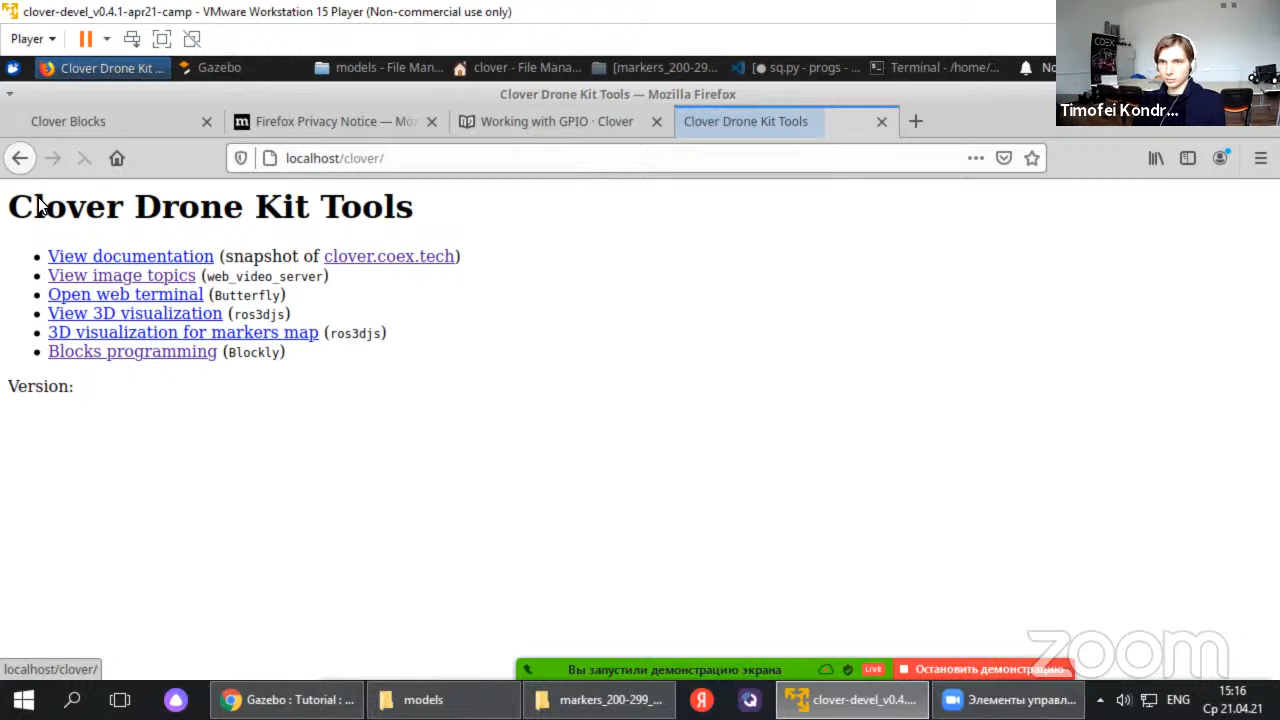 clover-devel_v0.4.1-apr21-camp - VMware Workstation 15 Player (Non-commercial use only)
Player
Clover Drone Kit ...
Gazebo
models - File Man...
clover - File Mana...
[markers_200-29...
[● sq.py - progs - ...
Terminal - /home/...
No
COEX
Timofei Kondr...
Clover Drone Kit Tools — Mozilla Firefox
Clover Blocks
Firefox Privacy Notice — Mo
Working with GPIO · Clover
Clover Drone Kit Tools
localhost/clover/
Clover Drone Kit Tools
• View documentation (snapshot of clover.coex.tech)
• View image topics (web_video_server)
• Open web terminal (Butterfly)
• View 3D visualization (ros3djs)
• 3D visualization for markers map (ros3djs)
• Blocks programming (Blockly)
Version:
zoom
localhost/clover/
Вы запустили демонстрацию экрана
LIVE
Остановить демонстрацию
Gazebo : Tutorial : ...
models
markers_200-299_...
Я
clover-devel_v0.4....
Элементы управл...
ENG
15:16
Ср 21.04.21